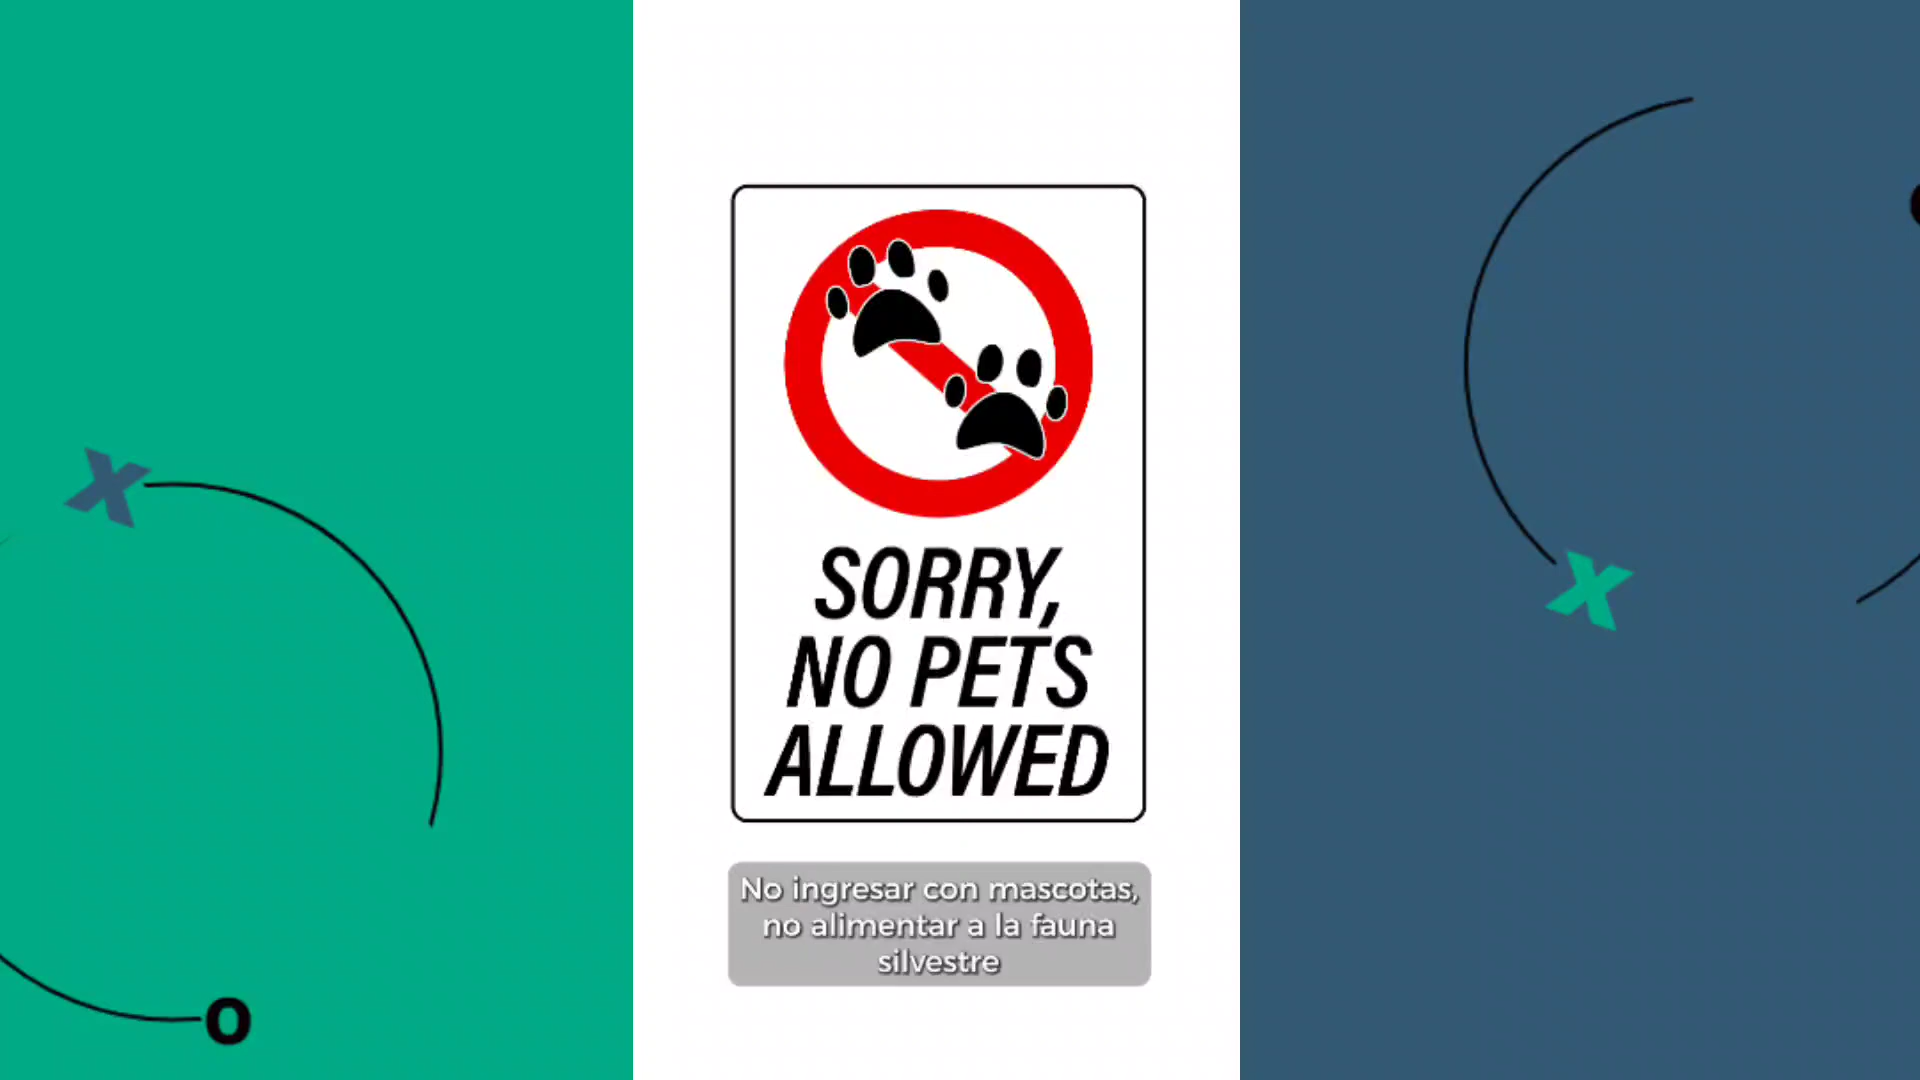 SORRY,
NO PETS
ALLOWED
No ingresar con mascotas,
no alimentar a la fauna
silvestre
x
x
o